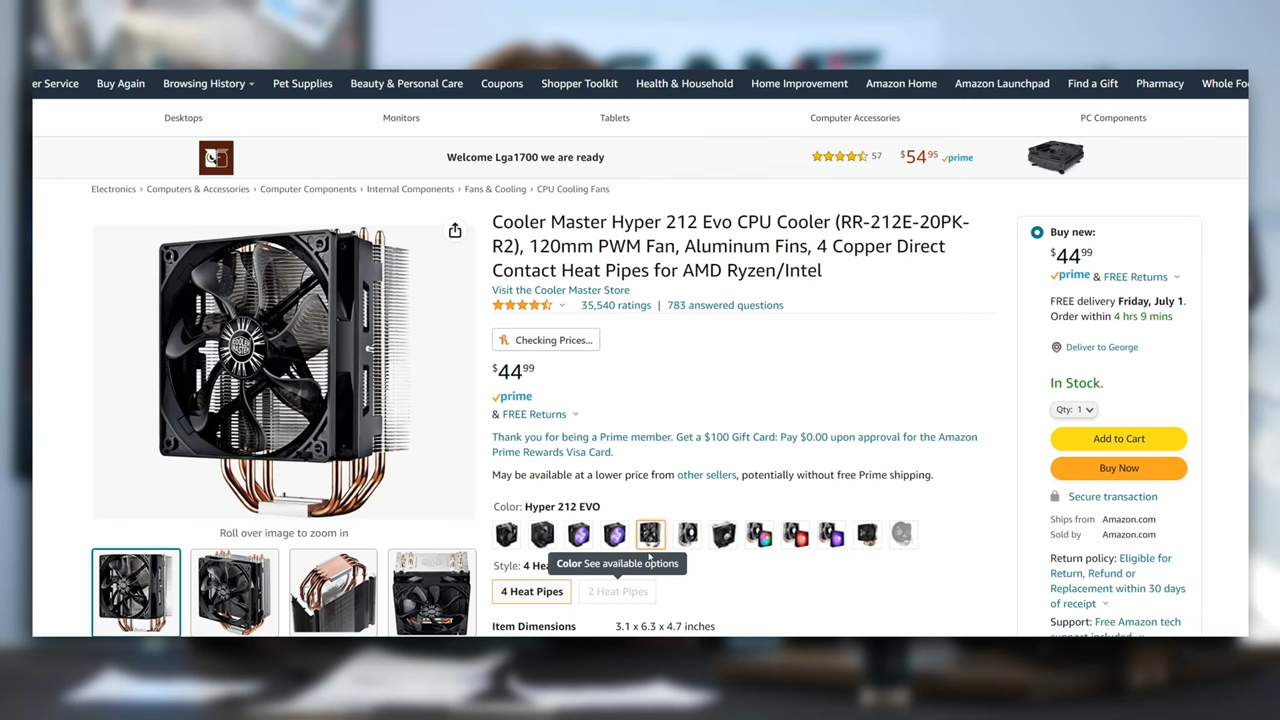 er Service Buy Again Browsing History Pet Supplies Beauty & Personal Care Coupons Shopper Toolkit Health & Household Home Improvement Amazon Home Amazon Launchpad Find a Gift Pharmacy Whole Fo
Desktops Monitors Tablets Computer Accessories PC Components
Welcome Lga1700 we are ready 57 $54 95 prime
Electronics › Computers & Accessories › Computer Components › Internal Components › Fans & Cooling › CPU Cooling Fans
Cooler Master Hyper 212 Evo CPU Cooler (RR-212E-20PK-
R2), 120mm PWM Fan, Aluminum Fins, 4 Copper Direct
Contact Heat Pipes for AMD Ryzen/Intel
Visit the Cooler Master Store
35,540 ratings | 783 answered questions
Checking Prices...
$44 99
prime
& FREE Returns
Thank you for being a Prime member. Get a $100 Gift Card: Pay $0.00 upon approval for the Amazon
Prime Rewards Visa Card.
May be available at a lower price from other sellers, potentially without free Prime shipping.
Color: Hyper 212 EVO
Color See available options
Style: 4 Hea
4 Heat Pipes 2 Heat Pipes
Item Dimensions 3.1 x 6.3 x 4.7 inches
COOLER
MASTER
Roll over image to zoom in
Buy new:
$44 99
prime & FREE Returns
FREE delivery Friday, July 1.
Order within 4 hrs 9 mins
Deliver to George
In Stock.
Qty: 1
Add to Cart
Buy Now
Secure transaction
Ships from Amazon.com
Sold by Amazon.com
Return policy: Eligible for
Return, Refund or
Replacement within 30 days
of receipt
Support: Free Amazon tech
support included